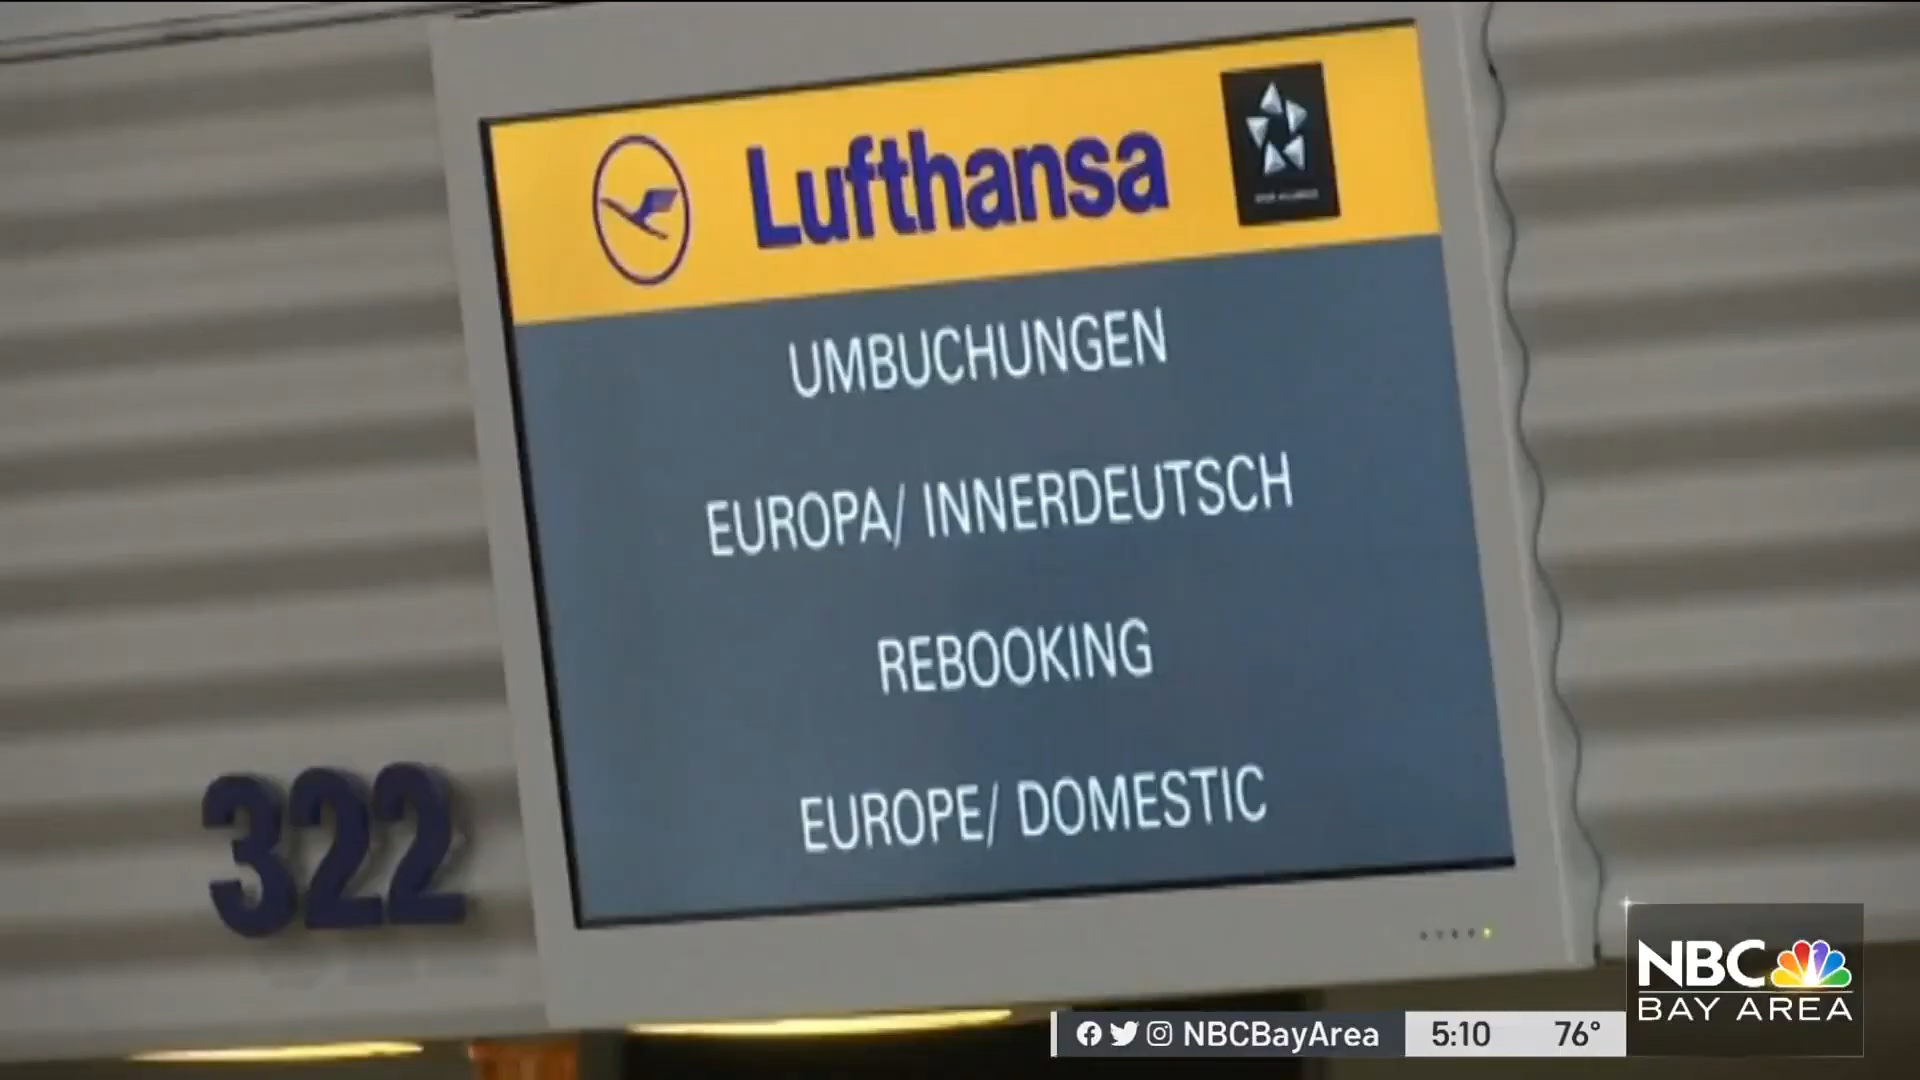 Lufthansa
UMBUCHUNGEN
EUROPA/ INNERDEUTSCH
REBOOKING
EUROPE/ DOMESTIC
322
NBC
BAY AREA
NBCBayArea
5:10 76°